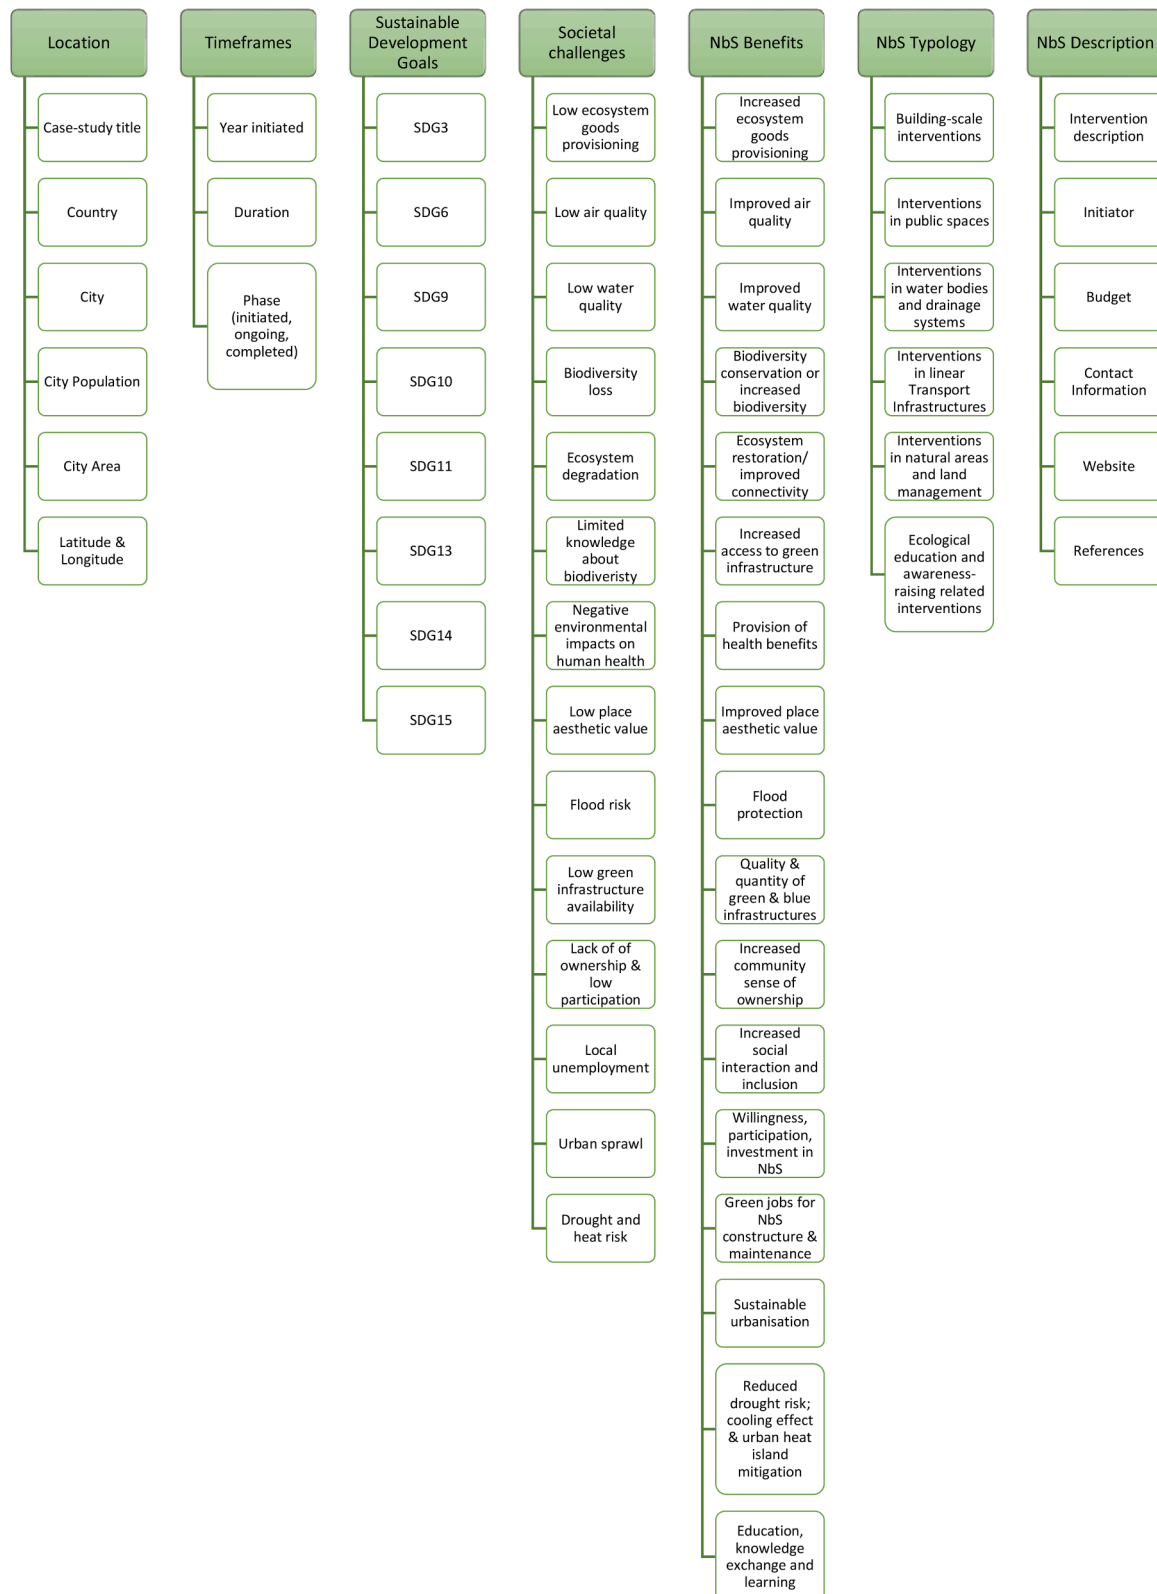 Location
Case-study title
Country
City
City Population
City Area
Latitude &
Longitude
Timeframes
Year initiated
Duration
Phase
(initiated,
ongoing,
completed)
Sustainable
Development
Goals
SDG3
SDG6
SDG9
SDG10
SDG11
SDG13
SDG14
SDG15
Societal
challenges
Low ecosystem
goods
provisioning
Low air quality
Low water
quality
Biodiversity
loss
Ecosystem
degradation
Limited
knowledge
about
biodiveristy
Negative
environmental
impacts on
human health
Low place
aesthetic value
Flood risk
Low green
infrastructure
availability
Lack of of
ownership &
low
participation
Local
unemployment
Urban sprawl
Drought and
heat risk
NbS Benefits
Increased
ecosystem
goods
provisioning
Improved air
quality
Improved
water quality
Biodiversity
conservation or
increased
biodiversity
Ecosystem
restoration/
improved
connectivity
Increased
access to green
infrastructure
Provision of
health benefits
Improved place
aesthetic value
Flood
protection
Quality &
quantity of
green & blue
infrastructures
Increased
community
sense of
ownership
Increased
social
interaction and
inclusion
Willingness,
participation,
investment in
NbS
Green jobs for
NbS
constructure &
maintenance
Sustainable
urbanisation
Reduced
drought risk;
cooling effect
& urban heat
island
mitigation
Education,
knowledge
exchange and
learning
NbS Typology
Building-scale
interventions
Interventions
in public spaces
Interventions
in water bodies
and drainage
systems
Interventions
in linear
Transport
Infrastructures
Interventions
in natural areas
and land
management
Ecological
education and
awareness-
raising related
interventions
NbS Description
Intervention
description
Initiator
Budget
Contact
Information
Website
References